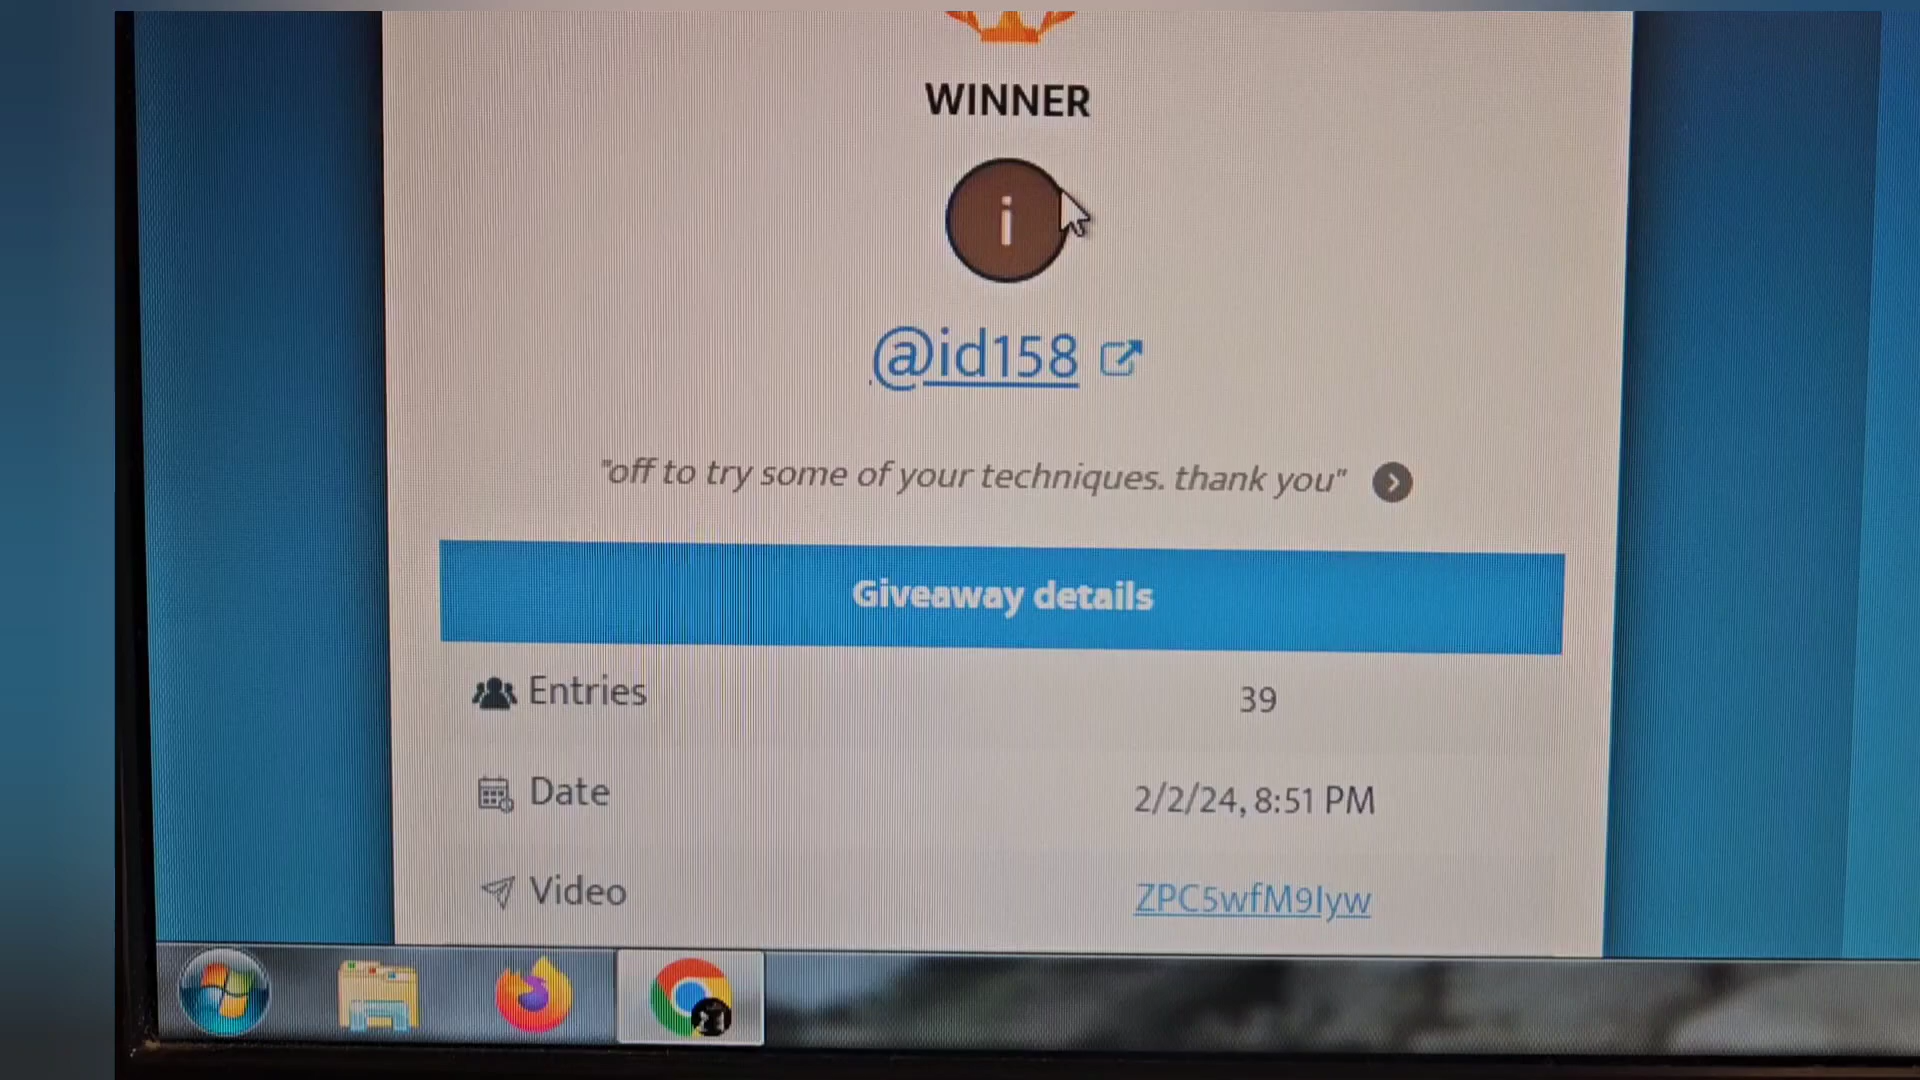 WINNER
i
@id158
"off to try some of your techniques. thank you"
Giveaway details
Entries 39
Date 2/2/24, 8:51 PM
Video ZPC5wfM9Iyw